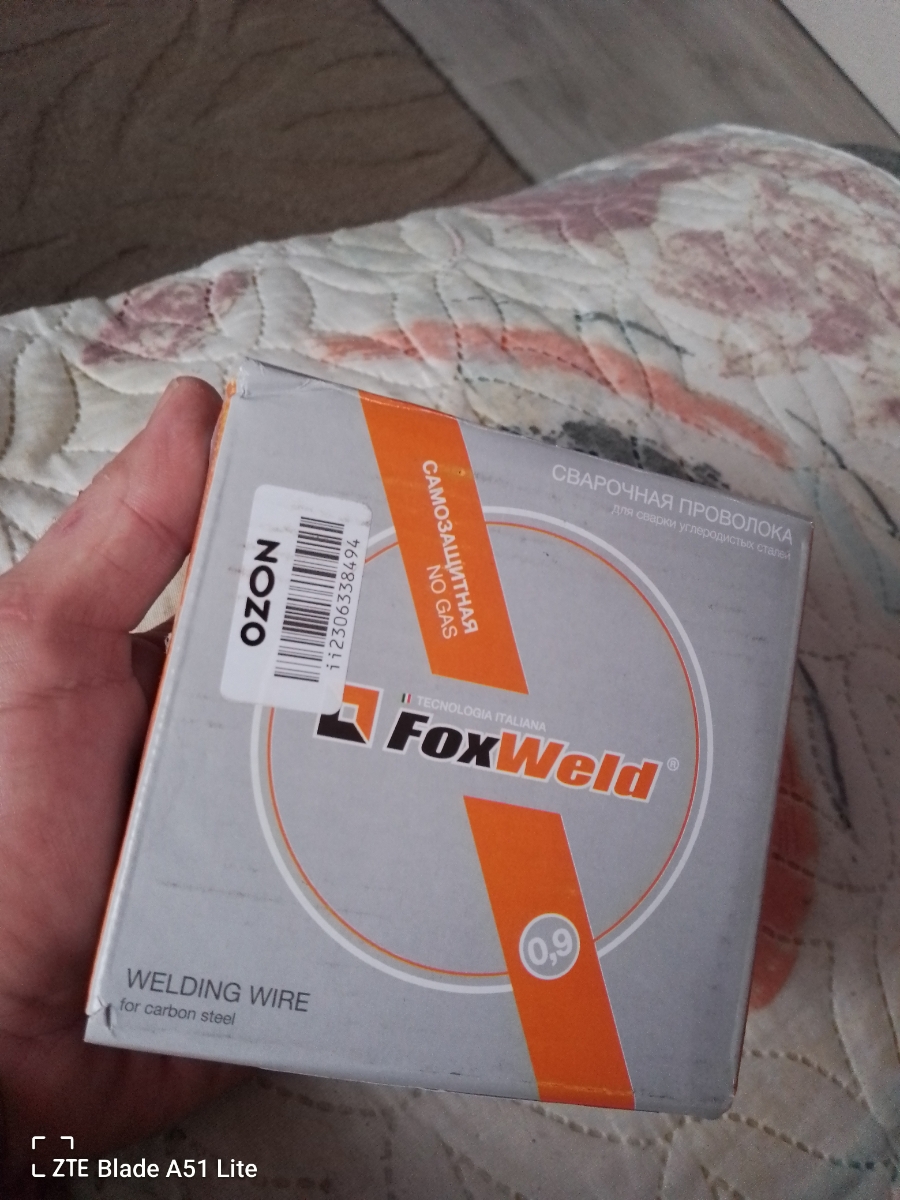 СВАРОЧНАЯ ПРОВОЛОКА
для сварки углеродистых сталей
САМОЗАЩИТНАЯ
NO GAS
OZON
ii2306338494
TECNOLOGIA ITALIANA
FoxWeld®
0,9
WELDING WIRE
for carbon steel
ZTE Blade A51 Lite